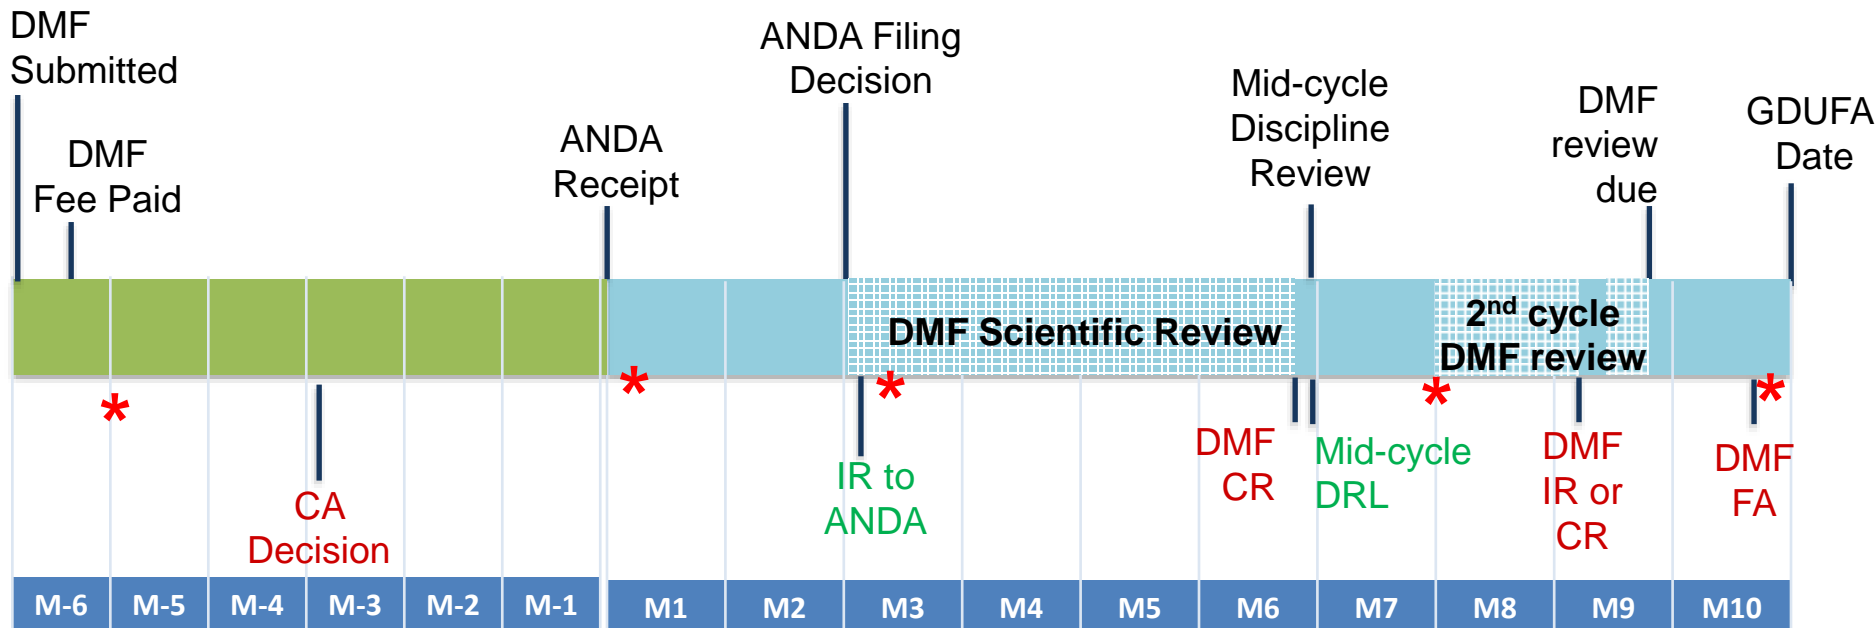 DMF
Submitted
DMF
Fee Paid
ANDA
Receipt
ANDA Filing
Decision
Mid-cycle
Discipline
Review
DMF
review
due
GDUFA
Date
DMF Scientific Review
2nd cycle
DMF review
*
*
*
*
*
CA
Decision
IR to
ANDA
DMF
CR
Mid-cycle
DRL
DMF
IR or
CR
DMF
FA
M-6 M-5 M-4 M-3 M-2 M-1 M1 M2 M3 M4 M5 M6 M7 M8 M9 M10